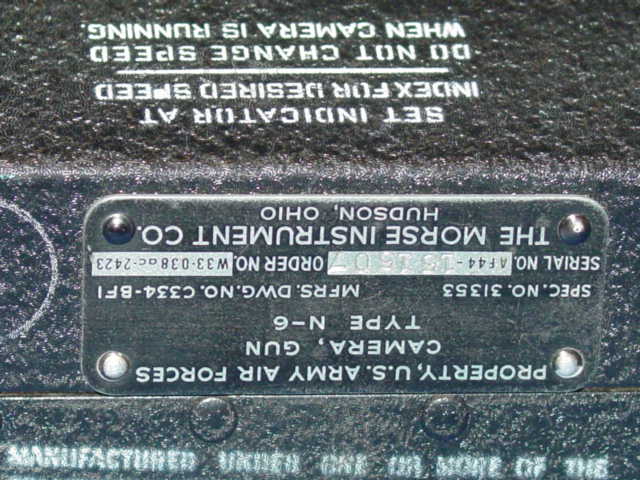 SET INDICATOR AT
INDEX FOR DESIRED SPEED
DO NOT CHANGE SPEED
WHEN CAMERA IS RUNNING.
PROPERTY, U.S. ARMY AIR FORCES
CAMERA, GUN
TYPE N-6
SPEC. NO. 31353 MFRS. DWG. NO. C334-BF1
SERIAL NO. AF44-151507 ORDER NO. W33-038ac-2423
THE MORSE INSTRUMENT CO.
HUDSON, OHIO
MANUFACTURED UNDER ONE OR MORE OF THE